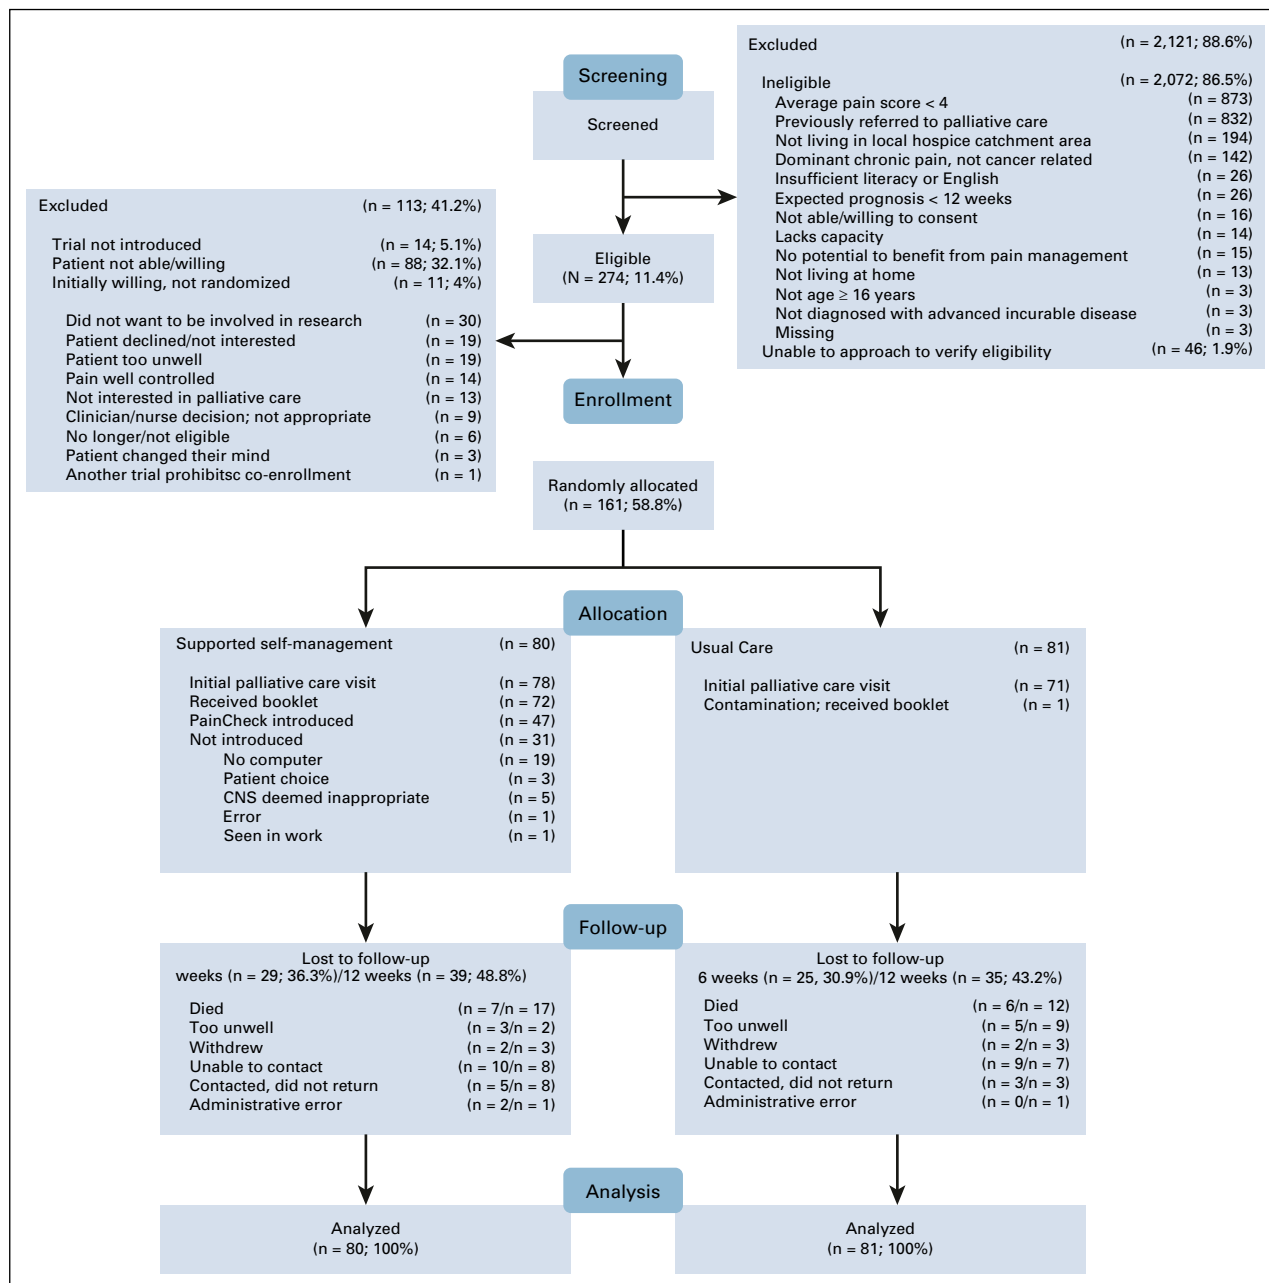 Screening
Screened
Excluded (n = 2,121; 88.6%)
Ineligible (n = 2,072; 86.5%)
Average pain score < 4 (n = 873)
Previously referred to palliative care (n = 832)
Not living in local hospice catchment area (n = 194)
Dominant chronic pain, not cancer related (n = 142)
Insufficient literacy or English (n = 26)
Expected prognosis < 12 weeks (n = 26)
Not able/willing to consent (n = 16)
Lacks capacity (n = 14)
No potential to benefit from pain management (n = 15)
Not living at home (n = 13)
Not age ≥ 16 years (n = 3)
Not diagnosed with advanced incurable disease (n = 3)
Missing (n = 3)
Unable to approach to verify eligibility (n = 46; 1.9%)
Eligible
(N = 274; 11.4%)
Excluded (n = 113; 41.2%)
Trial not introduced (n = 14; 5.1%)
Patient not able/willing (n = 88; 32.1%)
Initially willing, not randomized (n = 11; 4%)
Did not want to be involved in research (n = 30)
Patient declined/not interested (n = 19)
Patient too unwell (n = 19)
Pain well controlled (n = 14)
Not interested in palliative care (n = 13)
Clinician/nurse decision; not appropriate (n = 9)
No longer/not eligible (n = 6)
Patient changed their mind (n = 3)
Another trial prohibitsc co-enrollment (n = 1)
Enrollment
Randomly allocated
(n = 161; 58.8%)
Allocation
Supported self-management (n = 80)
Initial palliative care visit (n = 78)
Received booklet (n = 72)
PainCheck introduced (n = 47)
Not introduced (n = 31)
No computer (n = 19)
Patient choice (n = 3)
CNS deemed inappropriate (n = 5)
Error (n = 1)
Seen in work (n = 1)
Usual Care (n = 81)
Initial palliative care visit (n = 71)
Contamination; received booklet (n = 1)
Follow-up
Lost to follow-up
weeks (n = 29; 36.3%)/12 weeks (n = 39; 48.8%)
Died (n = 7/n = 17)
Too unwell (n = 3/n = 2)
Withdrew (n = 2/n = 3)
Unable to contact (n = 10/n = 8)
Contacted, did not return (n = 5/n = 8)
Administrative error (n = 2/n = 1)
Lost to follow-up
6 weeks (n = 25, 30.9%)/12 weeks (n = 35; 43.2%)
Died (n = 6/n = 12)
Too unwell (n = 5/n = 9)
Withdrew (n = 2/n = 3)
Unable to contact (n = 9/n = 7)
Contacted, did not return (n = 3/n = 3)
Administrative error (n = 0/n = 1)
Analysis
Analyzed
(n = 80; 100%)
Analyzed
(n = 81; 100%)